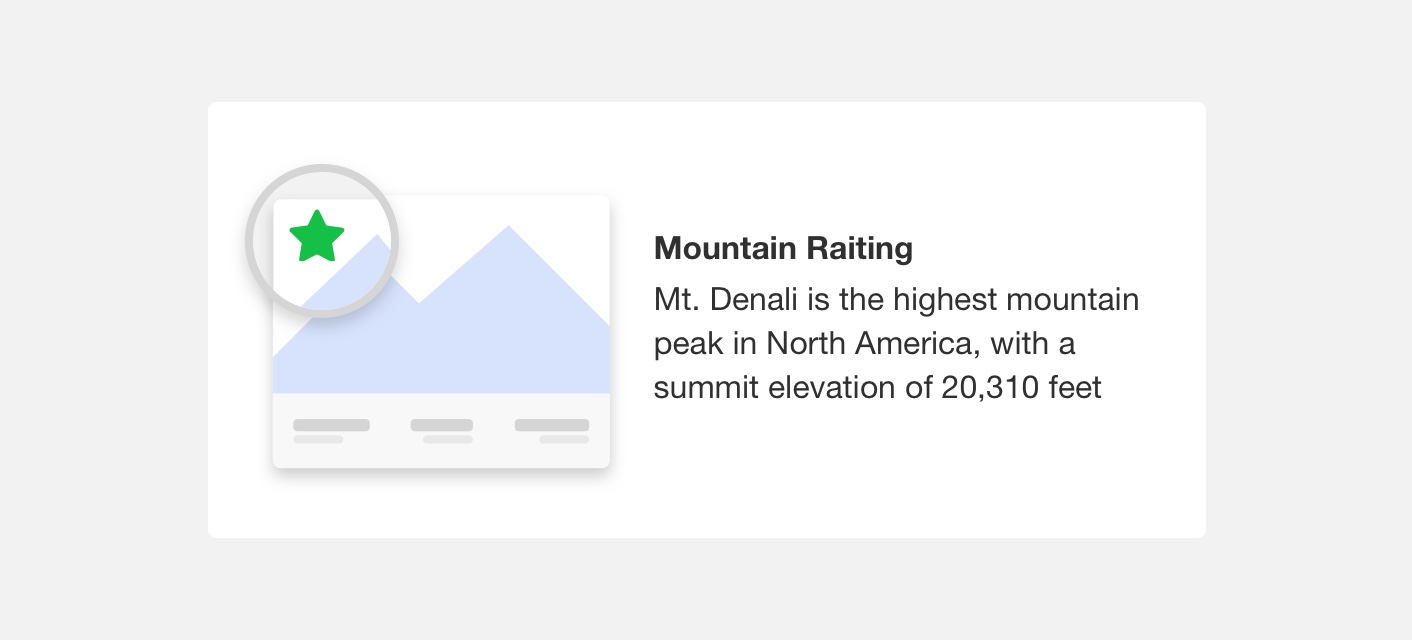 Mountain Raiting
Mt. Denali is the highest mountain
peak in North America, with a
summit elevation of 20,310 feet